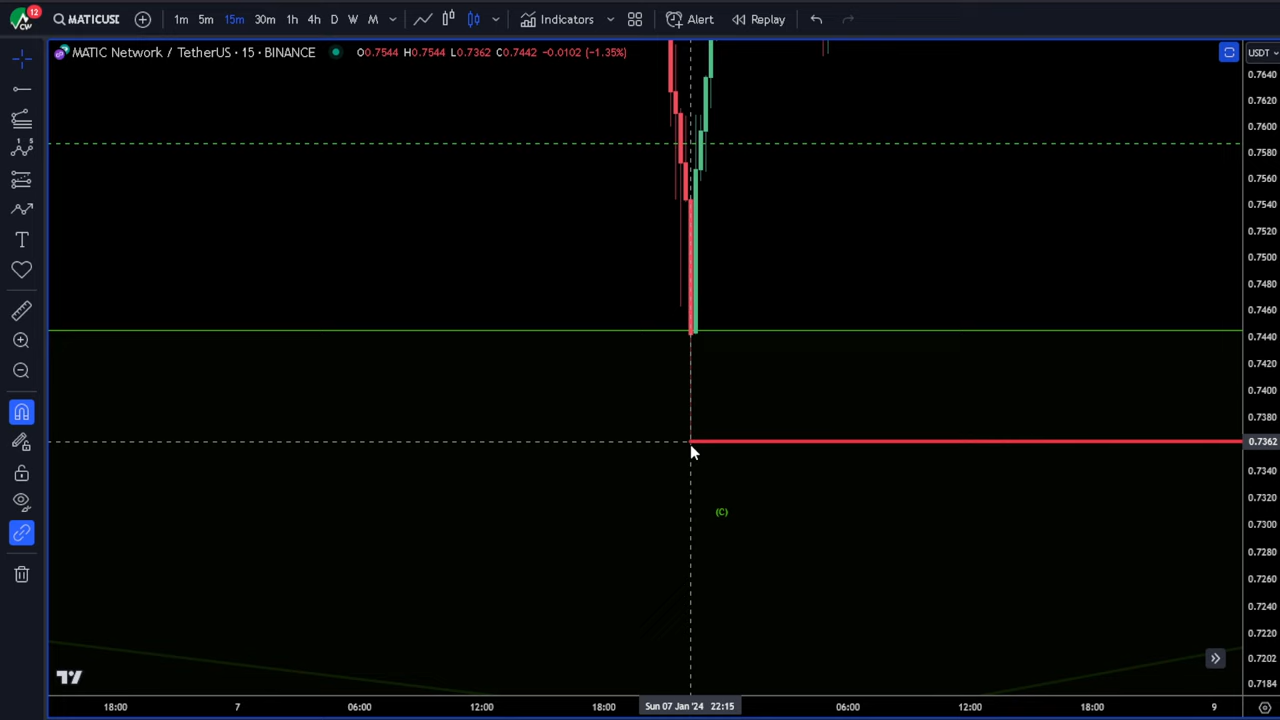 12
CW
MATICUSI
1m 5m 15m 30m 1h 4h D W M
Indicators
Alert
Replay
MATIC Network / TetherUS · 15 · BINANCE
O0.7544 H0.7544 L0.7362 C0.7442 -0.0102 (-1.35%)
USDT
0.7640
0.7620
0.7600
0.7580
0.7560
0.7540
0.7520
0.7500
0.7480
0.7460
0.7440
0.7420
0.7400
0.7380
0.7362
0.7340
0.7320
0.7300
0.7280
0.7260
0.7240
0.7220
0.7202
0.7184
(C)
18:00 7 06:00 12:00 18:00 Sun 07 Jan '24 22:15 06:00 12:00 18:00 9